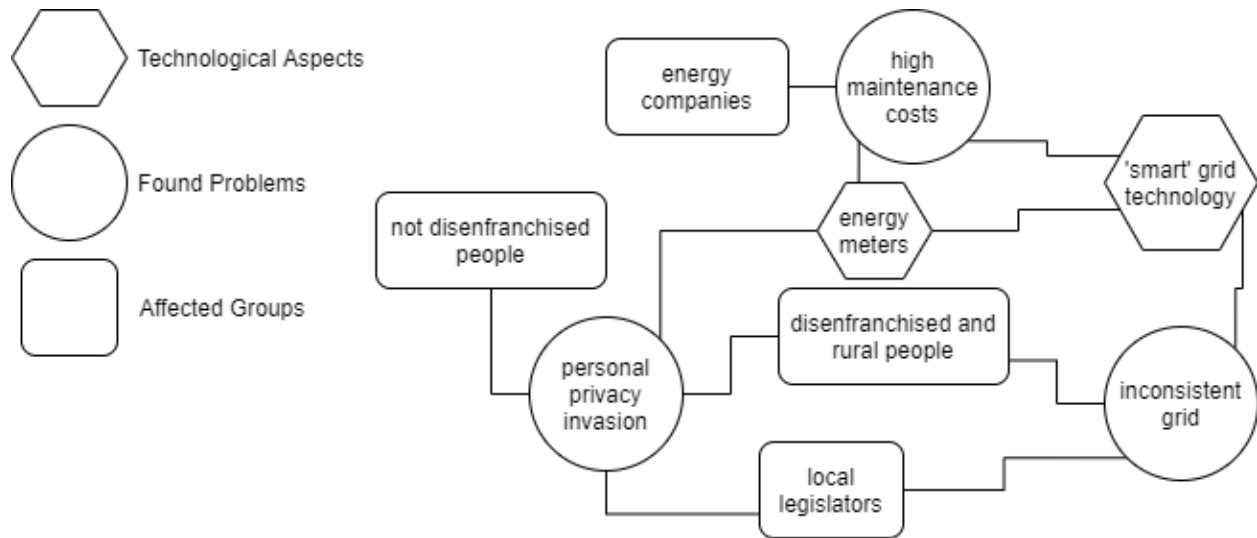 Technological Aspects
Found Problems
Affected Groups
energy
companies
high
maintenance
costs
'smart' grid
technology
not disenfranchised
people
energy
meters
disenfranchised and
rural people
personal
privacy
invasion
inconsistent
grid
local
legislators